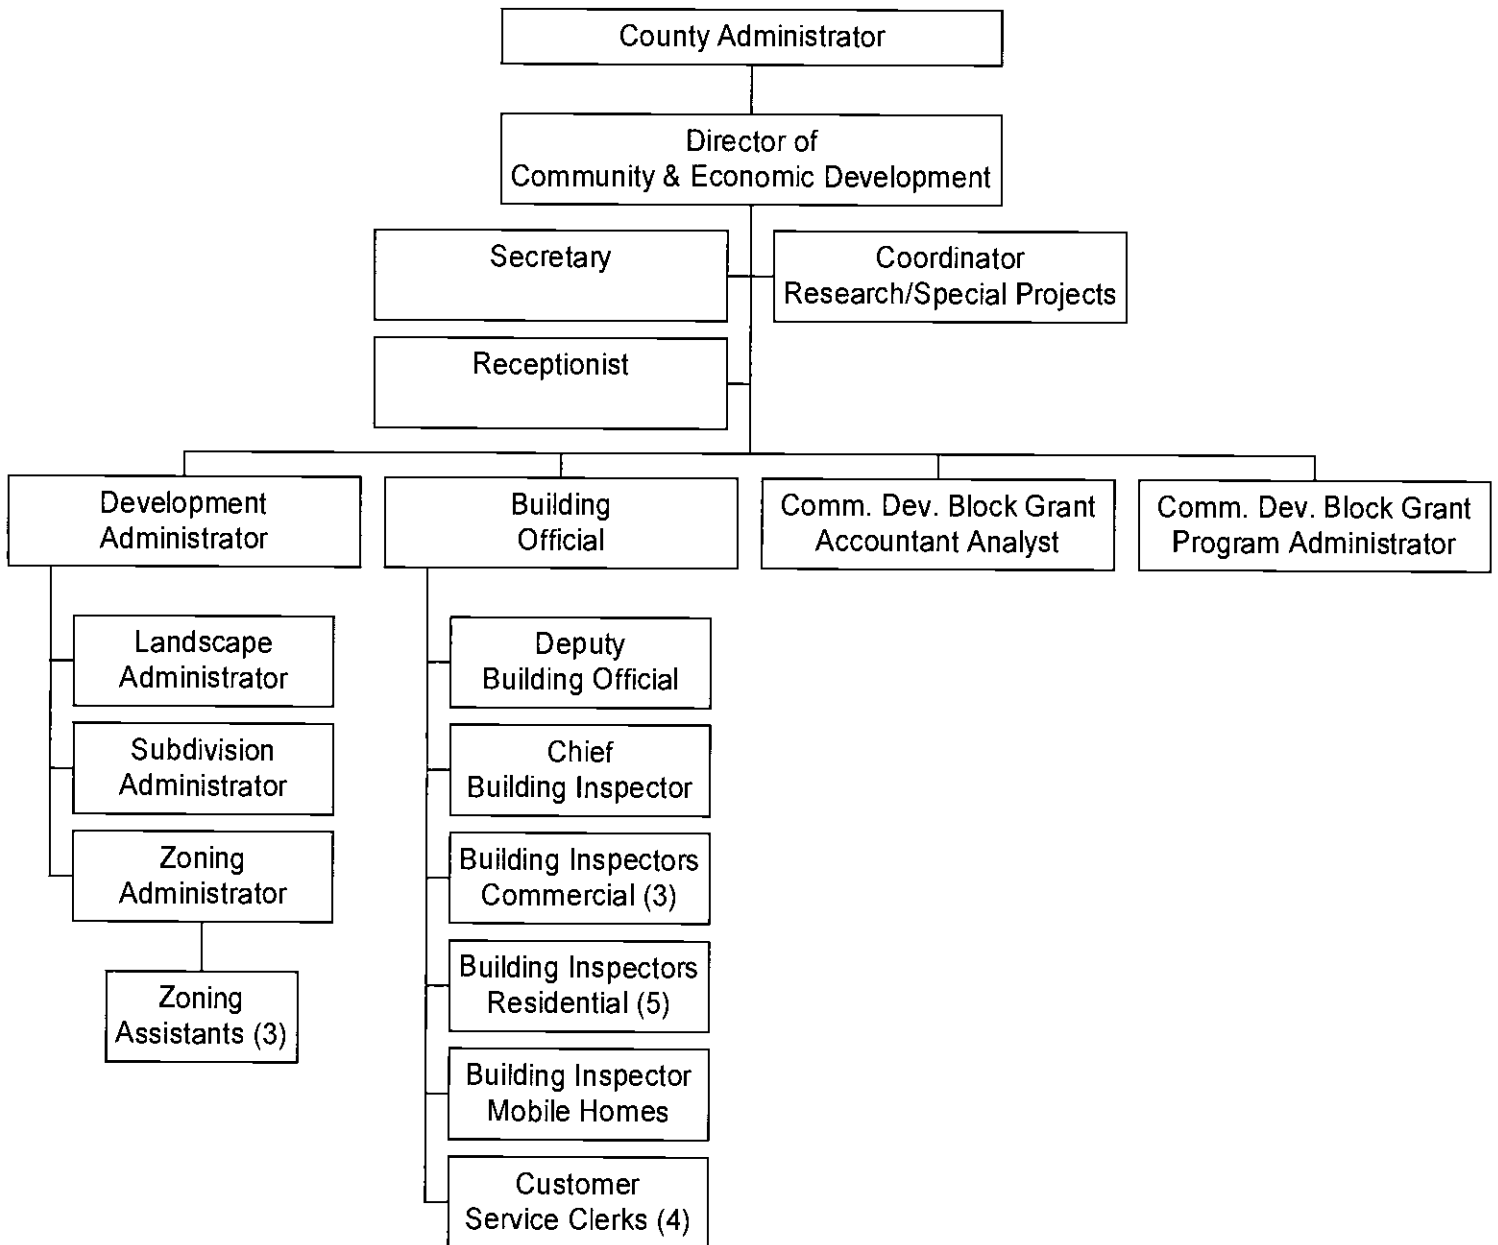 County Administrator
Director of
Community & Economic Development
Secretary
Coordinator
Research/Special Projects
Receptionist
Development
Administrator
Building
Official
Comm. Dev. Block Grant
Accountant Analyst
Comm. Dev. Block Grant
Program Administrator
Landscape
Administrator
Subdivision
Administrator
Zoning
Administrator
Zoning
Assistants (3)
Deputy
Building Official
Chief
Building Inspector
Building Inspectors
Commercial (3)
Building Inspectors
Residential (5)
Building Inspector
Mobile Homes
Customer
Service Clerks (4)